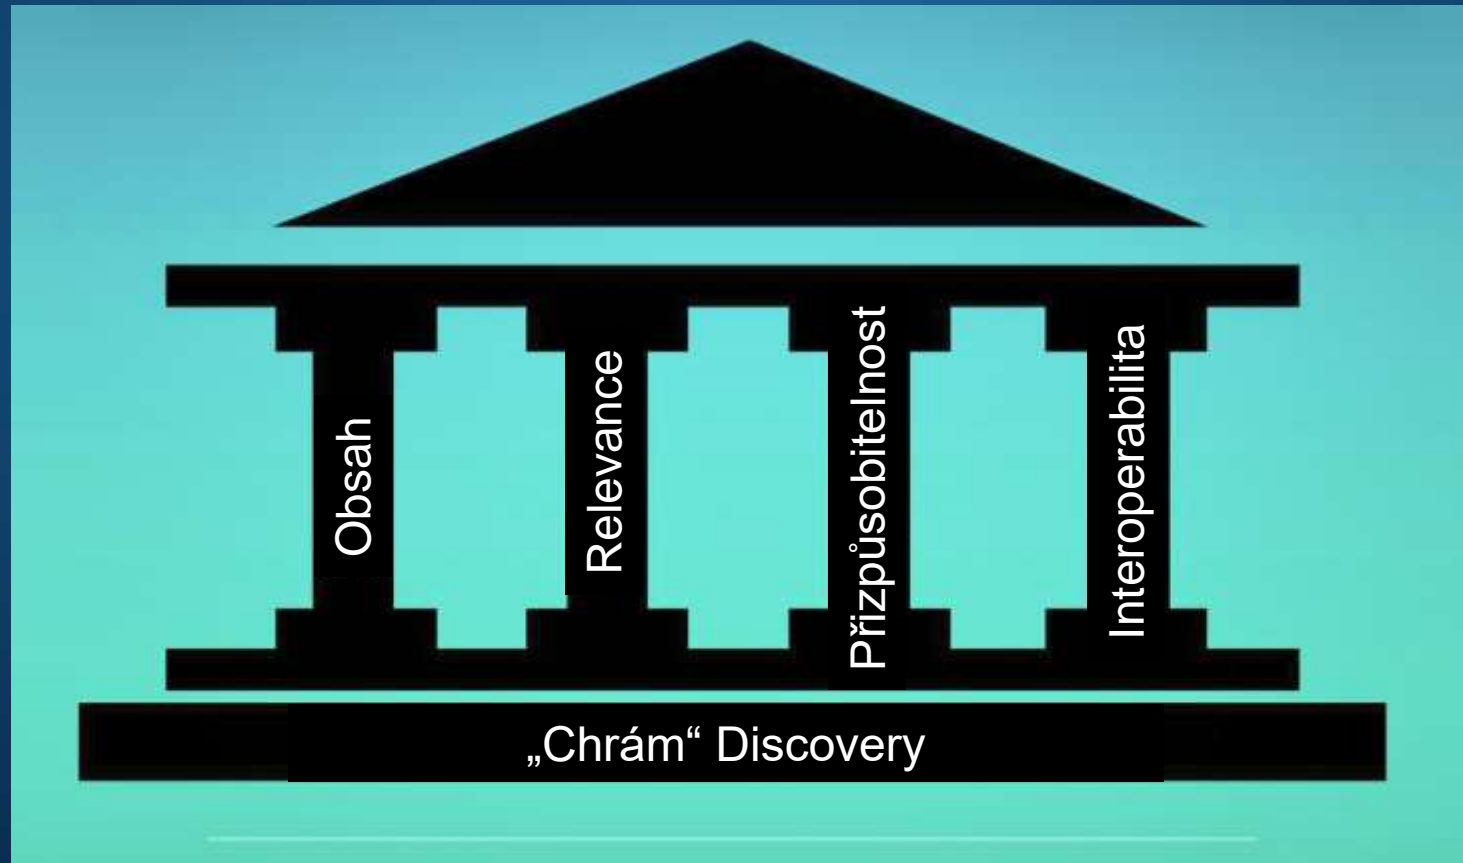 Obsah
Relevance
Přizpůsobitelnost
Interoperabilita
„Chrám“ Discovery